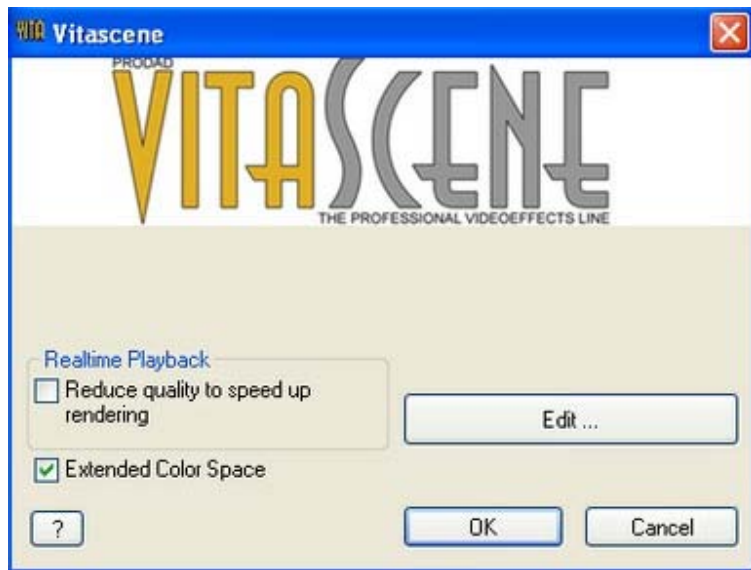 VITA Vitascene
PRODAD
VITASCENE
THE PROFESSIONAL VIDEOEFFECTS LINE
Realtime Playback
Reduce quality to speed up
rendering
Edit ...
Extended Color Space
?
OK
Cancel